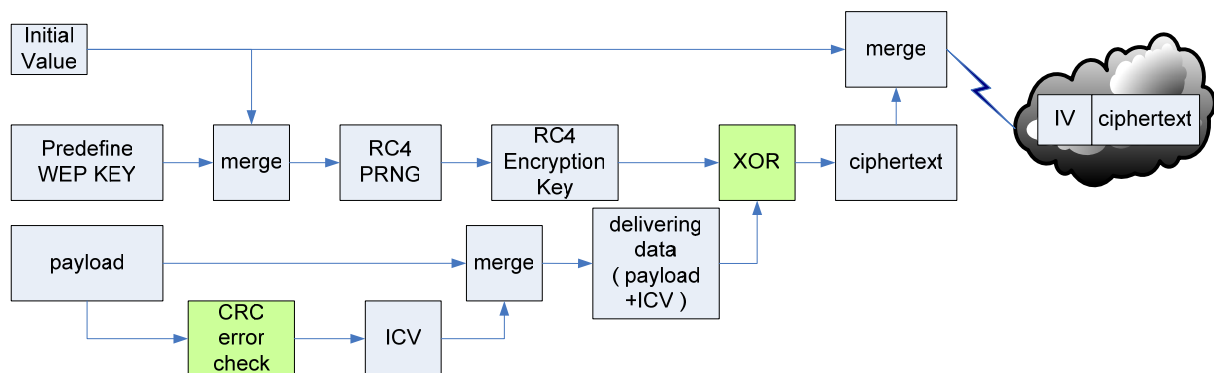 Initial
Value
merge
IV
ciphertext
Predefine
WEP KEY
merge
RC4
PRNG
RC4
Encryption
Key
XOR
ciphertext
payload
merge
delivering
data
( payload
+ICV )
CRC
error
check
ICV